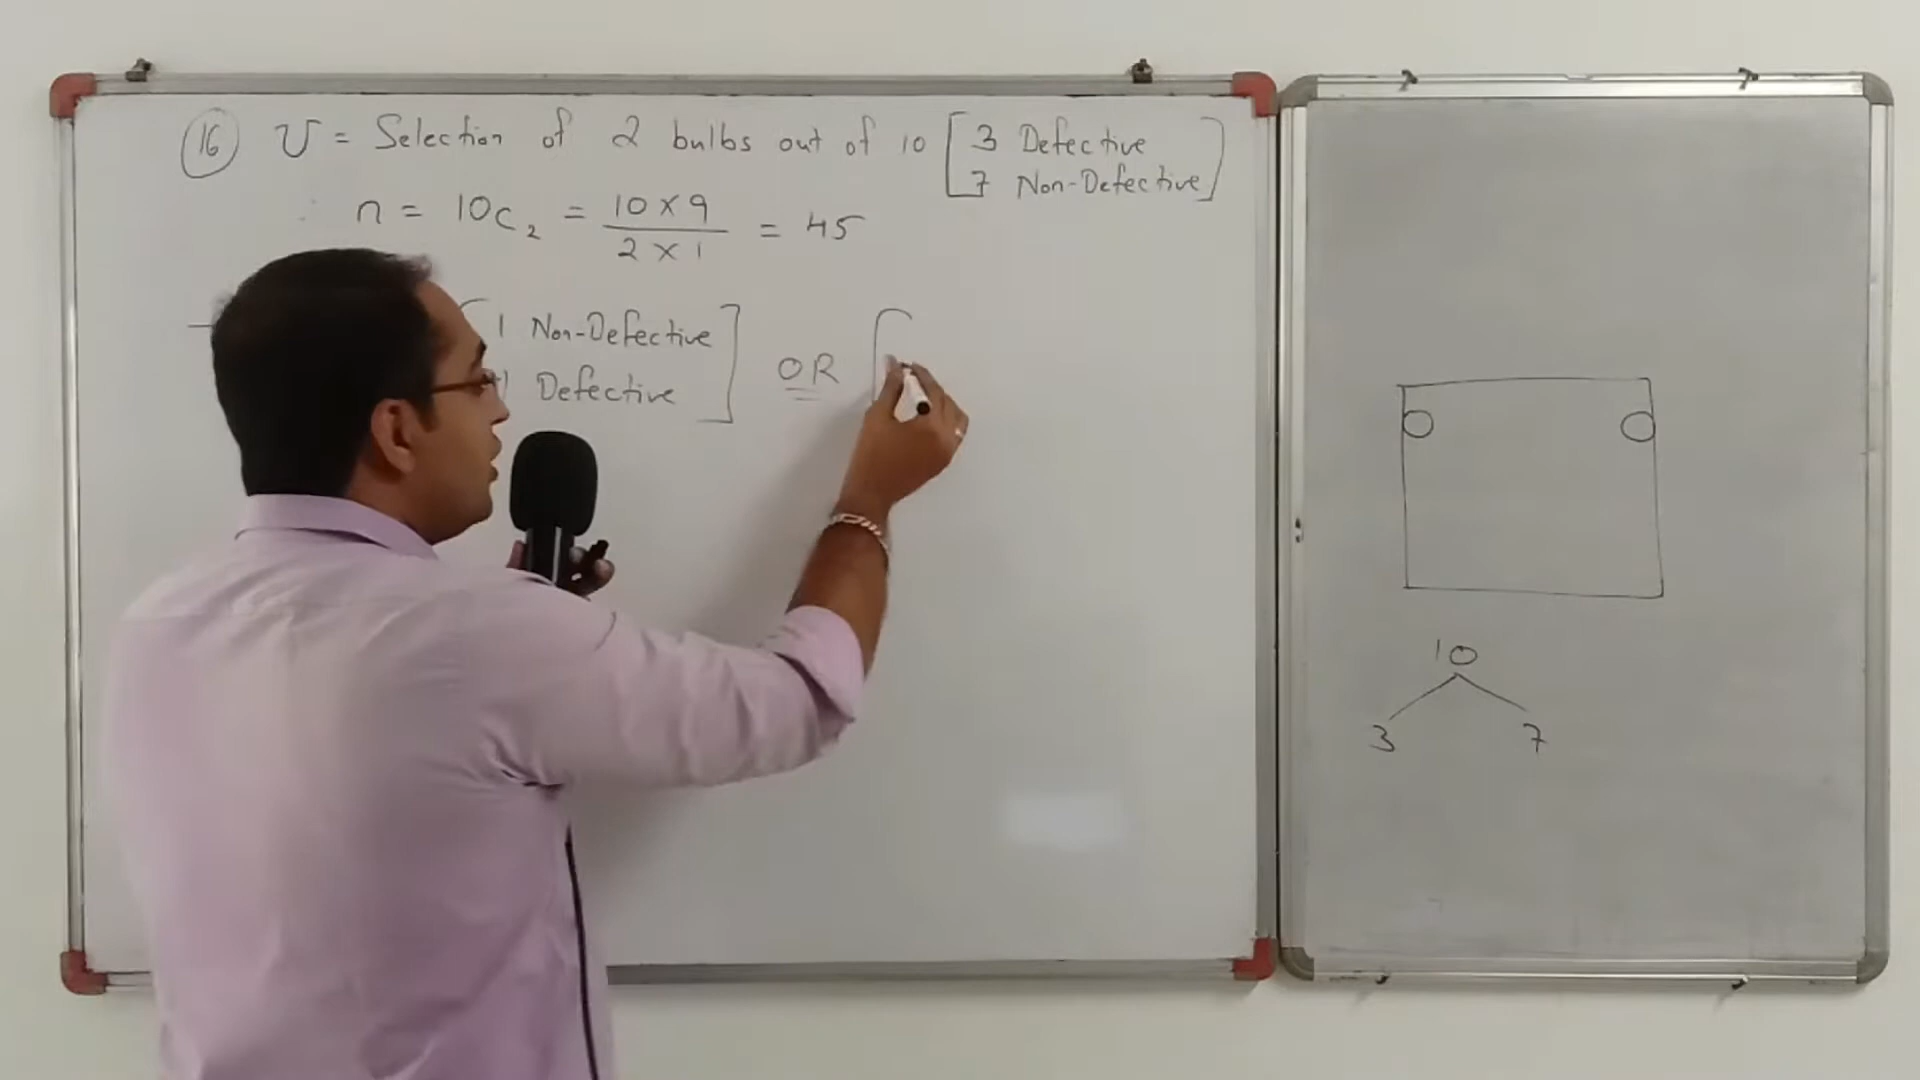 16 U = Selection of 2 bulbs out of 10 [ 3 Defective
7 Non-Defective ]
n = 10C₂ = 10 × 9 / 2 × 1 = 45
[ 1 Non-Defective
1 Defective ] OR [
10
3 7